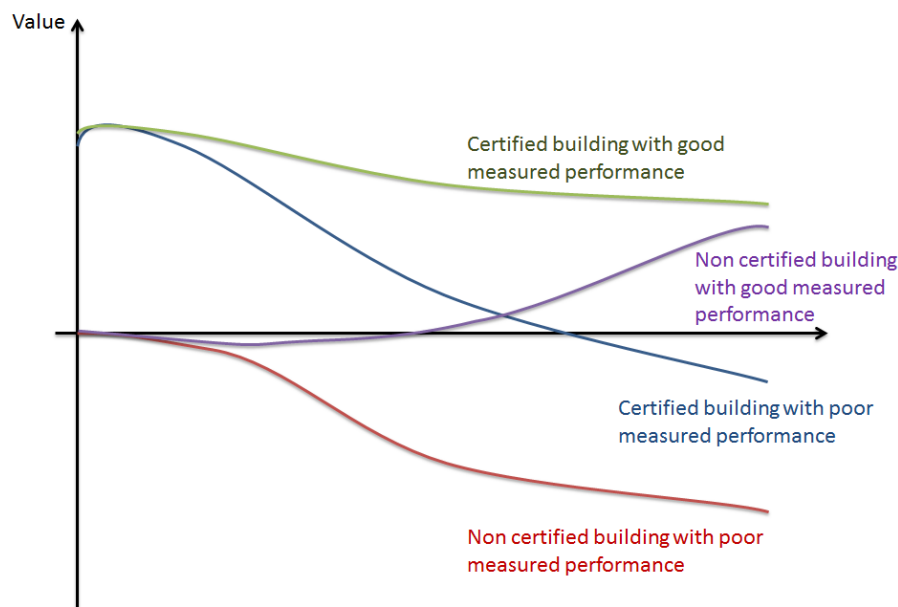 Value
Certified building with good
measured performance
Non certified building
with good measured
performance
Certified building with poor
measured performance
Non certified building with poor
measured performance